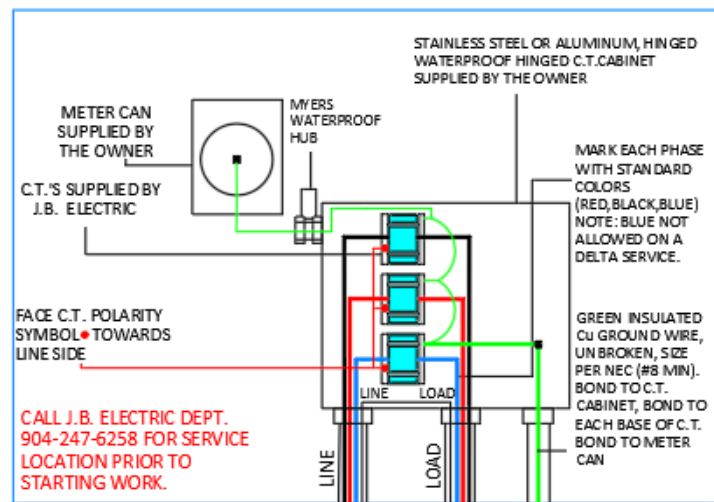 STAINLESS STEEL OR ALUMINUM, HINGED
WATERPROOF HINGED C.T.CABINET
SUPPLIED BY THE OWNER
METER CAN
SUPPLIED BY
THE OWNER
MYERS
WATERPROOF
HUB
C.T.'S SUPPLIED BY
J.B. ELECTRIC
MARK EACH PHASE
WITH STANDARD
COLORS
(RED,BLACK,BLUE)
NOTE: BLUE NOT
ALLOWED ON A
DELTA SERVICE.
FACE C.T. POLARITY
SYMBOL TOWARDS
LINE SIDE
GREEN INSULATED
Cu GROUND WIRE,
UNBROKEN, SIZE
PER NEC (#8 MIN).
BOND TO C.T.
CABINET, BOND TO
EACH BASE OF C.T.
BOND TO METER
CAN
LINE LOAD
LINE
LOAD
CALL J.B. ELECTRIC DEPT.
904-247-6258 FOR SERVICE
LOCATION PRIOR TO
STARTING WORK.